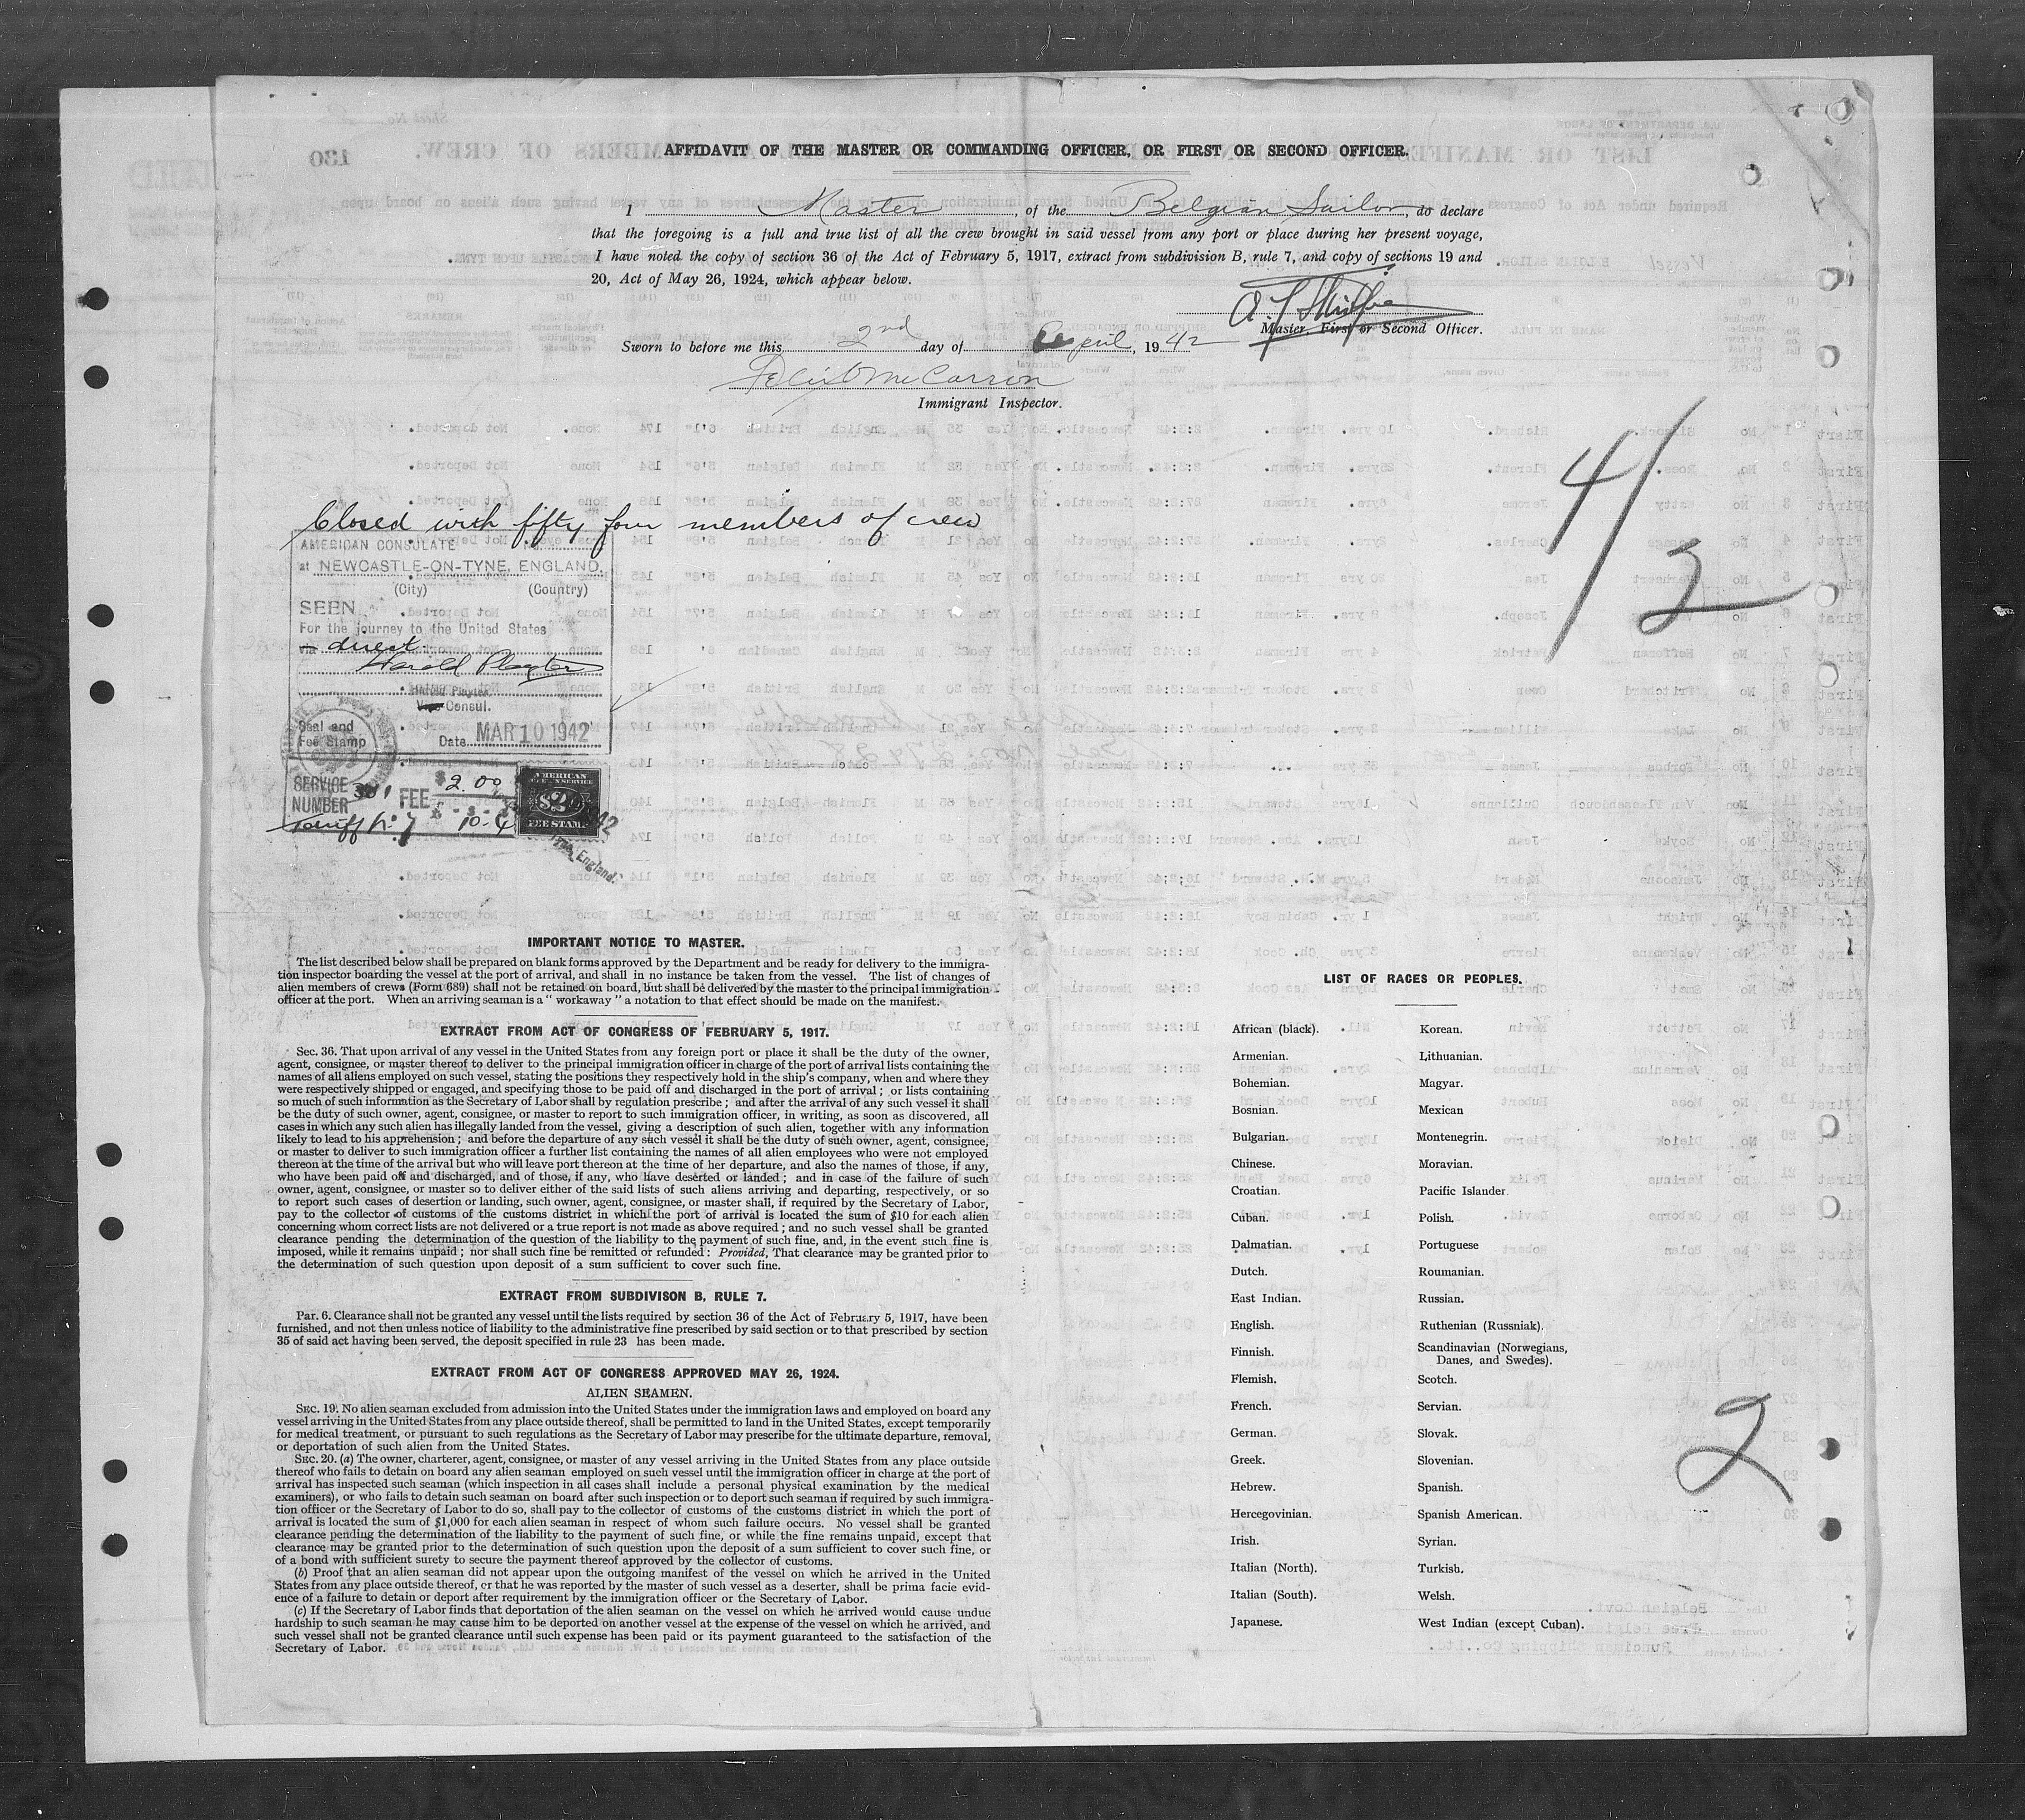 AFFIDAVIT OF THE MASTER OR COMMANDING OFFICER, OR FIRST OR SECOND OFFICER.
I Master, of the Belgian Sailor, do declare
that the foregoing is a full and true list of all the crew brought in said vessel from any port or place during her present voyage,
I have noted the copy of section 36 of the Act of February 5, 1917, extract from subdivision B, rule 7, and copy of sections 19 and
20, Act of May 26, 1924, which appear below.
Master, First or Second Officer.
Sworn to before me this 2nd day of April, 1942
McCarron
Immigrant Inspector.
4/2
Closed with fifty four members of crew
AMERICAN CONSULATE
at NEWCASTLE-ON-TYNE, ENGLAND.
(City) (Country)
SEEN
For the journey to the United States
via direct.
Harold Playter
Harold Playter
Vice Consul.
Seal and
Fee Stamp
Date MAR 10 1942
SERVICE
NUMBER 381 FEE $2.00
£ - s - d
Tariff No. 7 10-4
AMERICAN
SERVICE
$2
FEE STAMP
England.
IMPORTANT NOTICE TO MASTER.
The list described below shall be prepared on blank forms approved by the Department and be ready for delivery to the immigra-
tion inspector boarding the vessel at the port of arrival, and shall in no instance be taken from the vessel. The list of changes of
alien members of crews (Form 689) shall not be retained on board, but shall be delivered by the master to the principal immigration
officer at the port. When an arriving seaman is a " workaway " a notation to that effect should be made on the manifest.
EXTRACT FROM ACT OF CONGRESS OF FEBRUARY 5, 1917.
Sec. 36. That upon arrival of any vessel in the United States from any foreign port or place it shall be the duty of the owner,
agent, consignee, or master thereof to deliver to the principal immigration officer in charge of the port of arrival lists containing the
names of all aliens employed on such vessel, stating the positions they respectively hold in the ship's company, when and where they
were respectively shipped or engaged, and specifying those to be paid off and discharged in the port of arrival ; or lists containing
so much of such information as the Secretary of Labor shall by regulation prescribe ; and after the arrival of any such vessel it shall
be the duty of such owner, agent, consignee, or master to report to such immigration officer, in writing, as soon as discovered, all
cases in which any such alien has illegally landed from the vessel, giving a description of such alien, together with any information
likely to lead to his apprehension ; and before the departure of any such vessel it shall be the duty of such owner, agent, consignee,
or master to deliver to such immigration officer a further list containing the names of all alien employees who were not employed
thereon at the time of the arrival but who will leave port thereon at the time of her departure, and also the names of those, if any,
who have been paid off and discharged, and of those, if any, who have deserted or landed ; and in case of the failure of such
owner, agent, consignee, or master so to deliver either of the said lists of such aliens arriving and departing, respectively, or so
to report such cases of desertion or landing, such owner, agent, consignee, or master shall, if required by the Secretary of Labor,
pay to the collector of customs of the customs district in which the port of arrival is located the sum of $10 for each alien
concerning whom correct lists are not delivered or a true report is not made as above required ; and no such vessel shall be granted
clearance pending the determination of the question of the liability to the payment of such fine, and, in the event such fine is
imposed, while it remains unpaid ; nor shall such fine be remitted or refunded : Provided, That clearance may be granted prior to
the determination of such question upon deposit of a sum sufficient to cover such fine.
EXTRACT FROM SUBDIVISON B, RULE 7.
Par. 6. Clearance shall not be granted any vessel until the lists required by section 36 of the Act of February 5, 1917, have been
furnished, and not then unless notice of liability to the administrative fine prescribed by said section or to that prescribed by section
35 of said act having been served, the deposit specified in rule 23 has been made.
EXTRACT FROM ACT OF CONGRESS APPROVED MAY 26, 1924.
ALIEN SEAMEN.
SEC. 19. No alien seaman excluded from admission into the United States under the immigration laws and employed on board any
vessel arriving in the United States from any place outside thereof, shall be permitted to land in the United States, except temporarily
for medical treatment, or pursuant to such regulations as the Secretary of Labor may prescribe for the ultimate departure, removal,
or deportation of such alien from the United States.
SEC. 20. (a) The owner, charterer, agent, consignee, or master of any vessel arriving in the United States from any place outside
thereof who fails to detain on board any alien seaman employed on such vessel until the immigration officer in charge at the port of
arrival has inspected such seaman (which inspection in all cases shall include a personal physical examination by the medical
examiners), or who fails to detain such seaman on board after such inspection or to deport such seaman if required by such immigra-
tion officer or the Secretary of Labor to do so, shall pay to the collector of customs of the customs district in which the port of
arrival is located the sum of $1,000 for each alien seaman in respect of whom such failure occurs. No vessel shall be granted
clearance pending the determination of the liability to the payment of such fine, or while the fine remains unpaid, except that
clearance may be granted prior to the determination of such question upon the deposit of a sum sufficient to cover such fine, or
of a bond with sufficient surety to secure the payment thereof approved by the collector of customs.
(b) Proof that an alien seaman did not appear upon the outgoing manifest of the vessel on which he arrived in the United
States from any place outside thereof, or that he was reported by the master of such vessel as a deserter, shall be prima facie evid-
ence of a failure to detain or deport after requirement by the immigration officer or the Secretary of Labor.
(c) If the Secretary of Labor finds that deportation of the alien seaman on the vessel on which he arrived would cause undue
hardship to such seaman he may cause him to be deported on another vessel at the expense of the vessel on which he arrived, and
such vessel shall not be granted clearance until such expense has been paid or its payment guaranteed to the satisfaction of the
Secretary of Labor.
LIST OF RACES OR PEOPLES.
African (black). Korean.
Armenian. Lithuanian.
Bohemian. Magyar.
Bosnian. Mexican
Bulgarian. Montenegrin.
Chinese. Moravian.
Croatian. Pacific Islander
Cuban. Polish.
Dalmatian. Portuguese
Dutch. Roumanian.
East Indian. Russian.
English. Ruthenian (Russniak).
Finnish. Scandinavian (Norwegians,
Danes, and Swedes).
Flemish. Scotch.
French. Servian.
German. Slovak.
Greek. Slovenian.
Hebrew. Spanish.
Hercegovinian. Spanish American.
Irish. Syrian.
Italian (North). Turkish.
Italian (South). Welsh.
Japanese. West Indian (except Cuban).
2